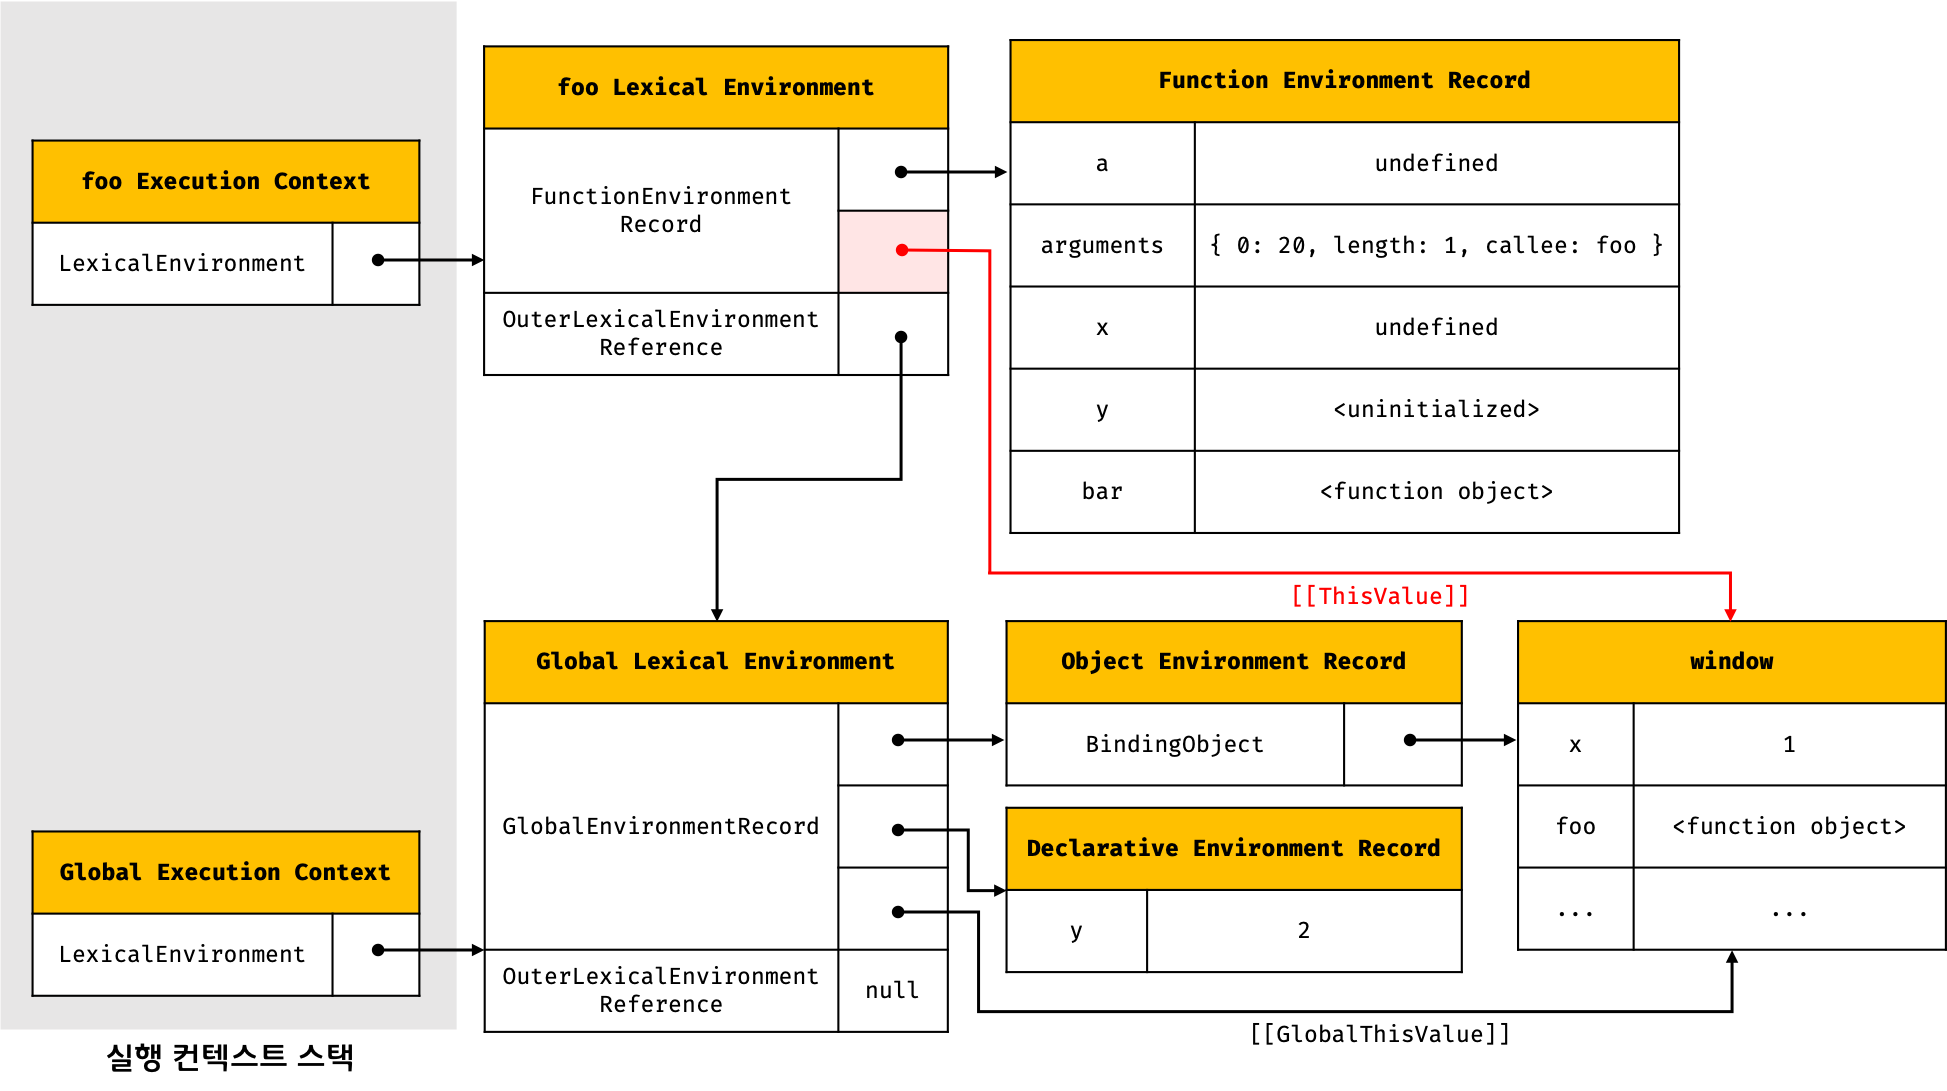 foo Execution Context
LexicalEnvironment
foo Lexical Environment
FunctionEnvironment
Record
OuterLexicalEnvironment
Reference
Function Environment Record
a undefined
arguments { 0: 20, length: 1, callee: foo }
x undefined
y <uninitialized>
bar <function object>
[[ThisValue]]
Global Execution Context
LexicalEnvironment
Global Lexical Environment
GlobalEnvironmentRecord
OuterLexicalEnvironment
Reference
null
Object Environment Record
BindingObject
Declarative Environment Record
y 2
window
x 1
foo <function object>
... ...
[[GlobalThisValue]]
실행 컨텍스트 스택